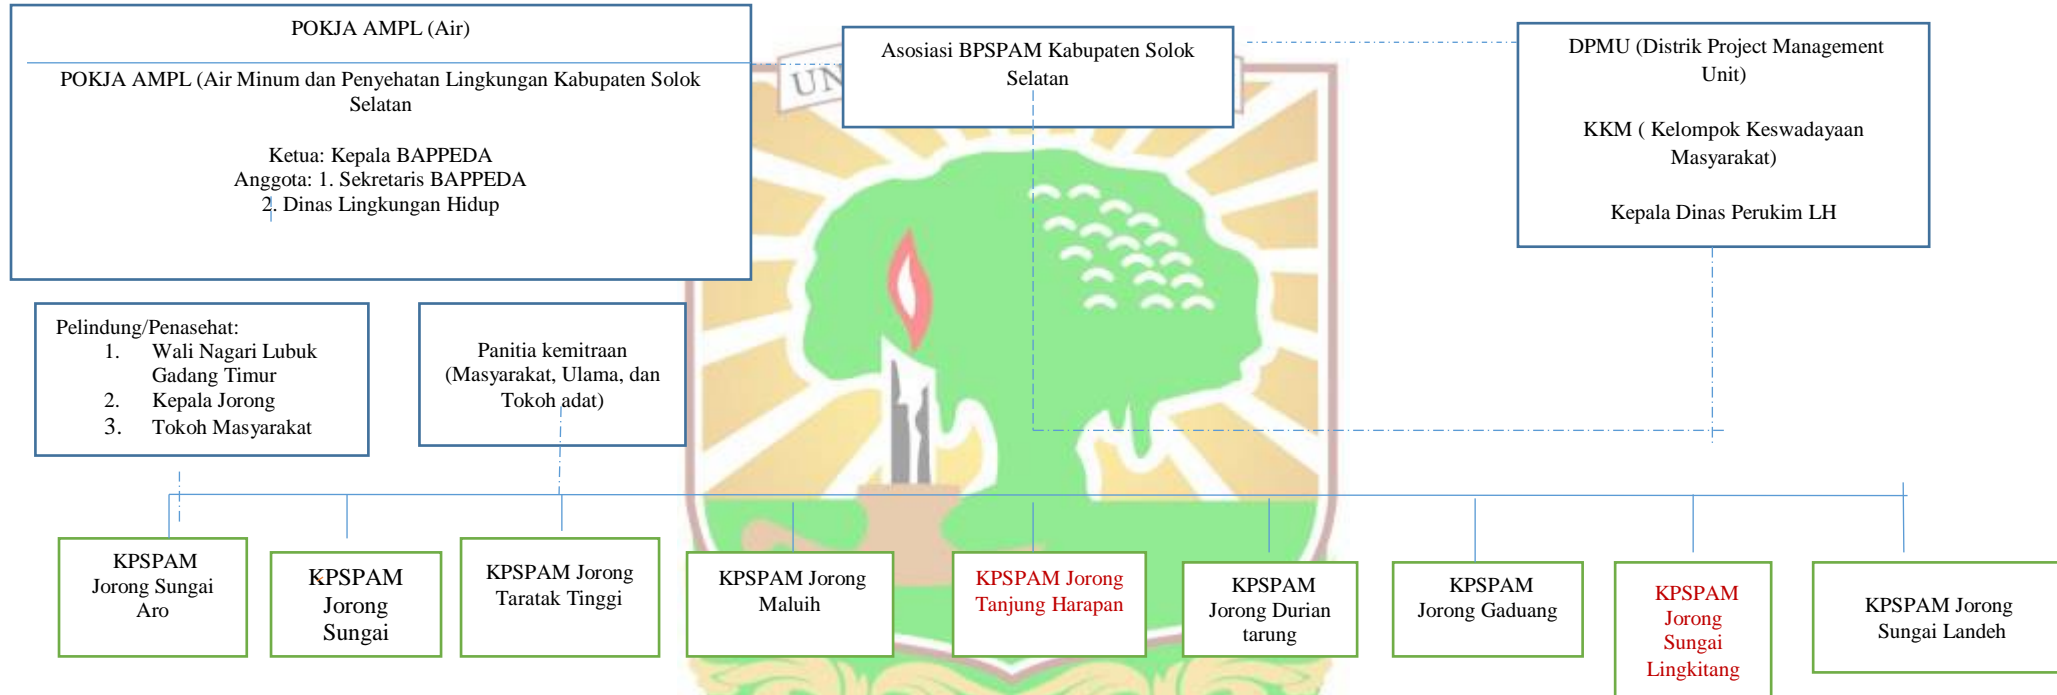 POKJA AMPL (Air)
POKJA AMPL (Air Minum dan Penyehatan Lingkungan Kabupaten Solok
Selatan
Ketua: Kepala BAPPEDA
Anggota: 1. Sekretaris BAPPEDA
2. Dinas Lingkungan Hidup
Asosiasi BPSPAM Kabupaten Solok
Selatan
UN
DPMU (Distrik Project Management
Unit)
KKM ( Kelompok Keswadayaan
Masyarakat)
Kepala Dinas Perukim LH
Pelindung/Penasehat:
1. Wali Nagari Lubuk
Gadang Timur
2. Kepala Jorong
3. Tokoh Masyarakat
Panitia kemitraan
(Masyarakat, Ulama, dan
Tokoh adat)
KPSPAM
Jorong Sungai
Aro
KPSPAM
Jorong
Sungai
KPSPAM Jorong
Taratak Tinggi
KPSPAM Jorong
Maluih
KPSPAM Jorong
Tanjung Harapan
KPSPAM
Jorong Durian
tarung
KPSPAM
Jorong Gaduang
KPSPAM
Jorong
Sungai
Lingkitang
KPSPAM Jorong
Sungai Landeh